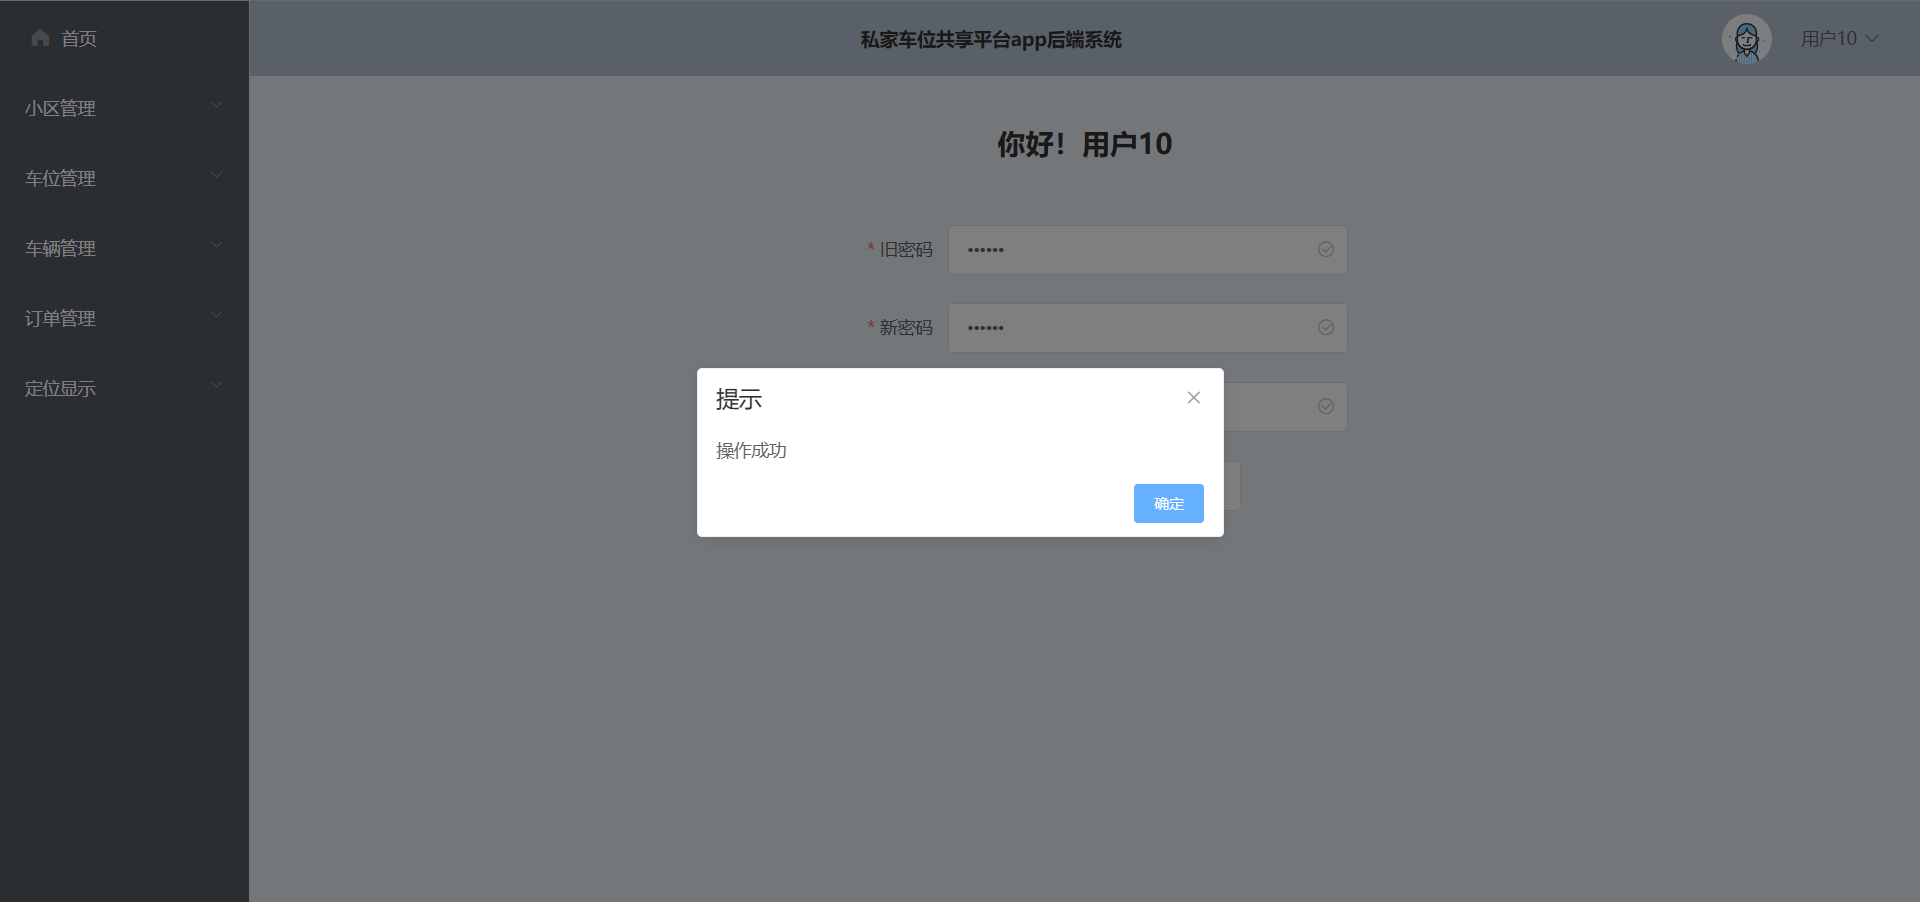 首页
私家车位共享平台app后端系统
用户10
小区管理
车位管理
车辆管理
订单管理
定位显示
你好！用户10
* 旧密码 ••••••
* 新密码 ••••••
提示
操作成功
确定